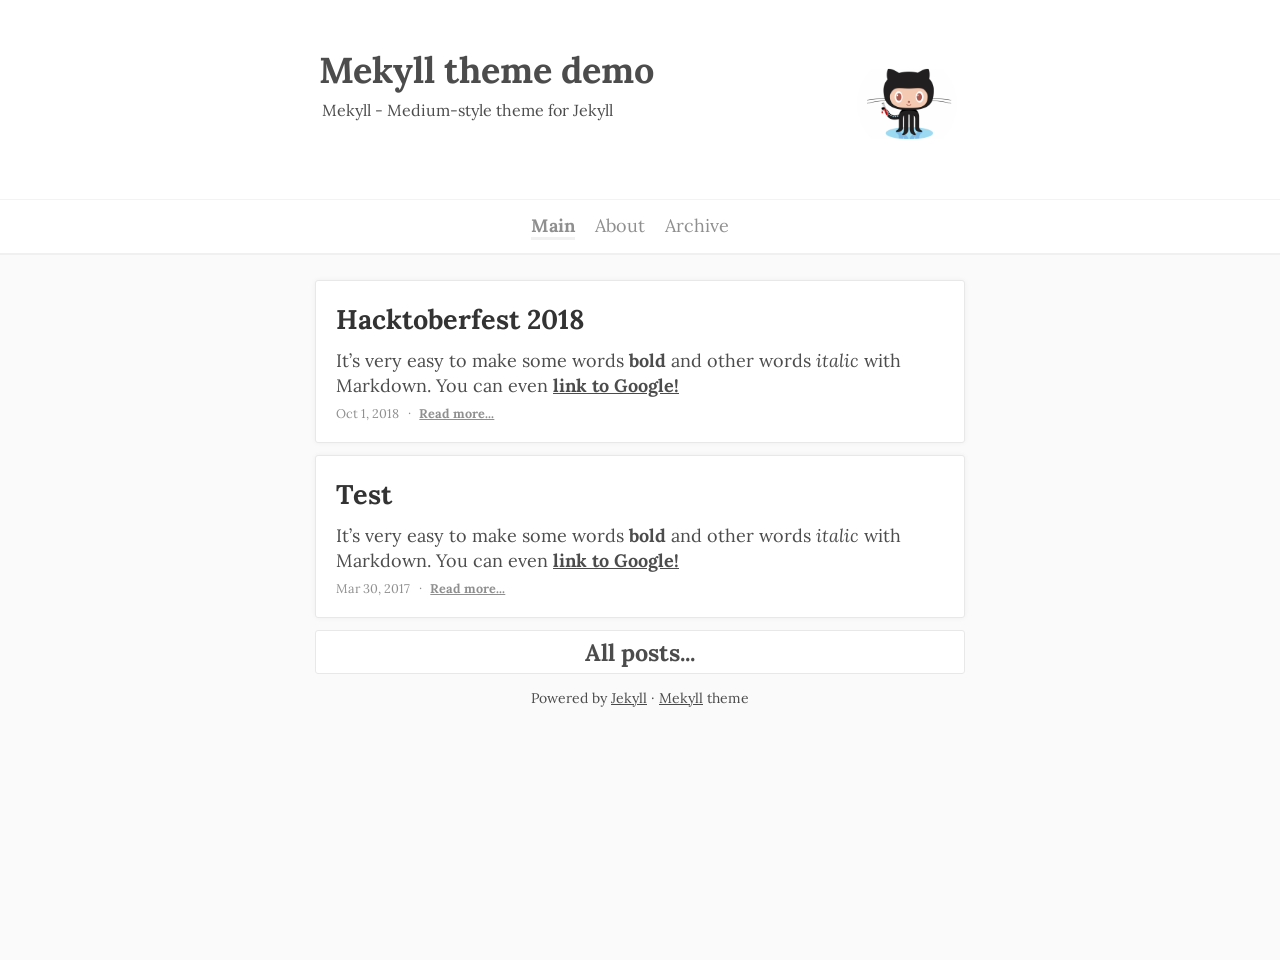 Mekyll theme demo
Mekyll - Medium-style theme for Jekyll
Main About Archive
Hacktoberfest 2018
It’s very easy to make some words bold and other words italic with
Markdown. You can even link to Google!
Oct 1, 2018 · Read more...
Test
It’s very easy to make some words bold and other words italic with
Markdown. You can even link to Google!
Mar 30, 2017 · Read more...
All posts...
Powered by Jekyll · Mekyll theme